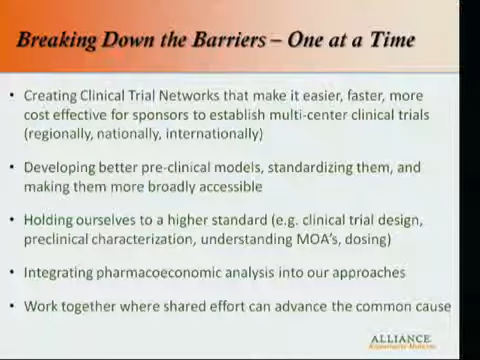 Breaking Down the Barriers – One at a Time
• Creating Clinical Trial Networks that make it easier, faster, more
cost effective for sponsors to establish multi-center clinical trials
(regionally, nationally, internationally)
• Developing better pre-clinical models, standardizing them, and
making them more broadly accessible
• Holding ourselves to a higher standard (e.g. clinical trial design,
preclinical characterization, understanding MOA's, dosing)
• Integrating pharmacoeconomic analysis into our approaches
• Work together where shared effort can advance the common cause
ALLIANCE